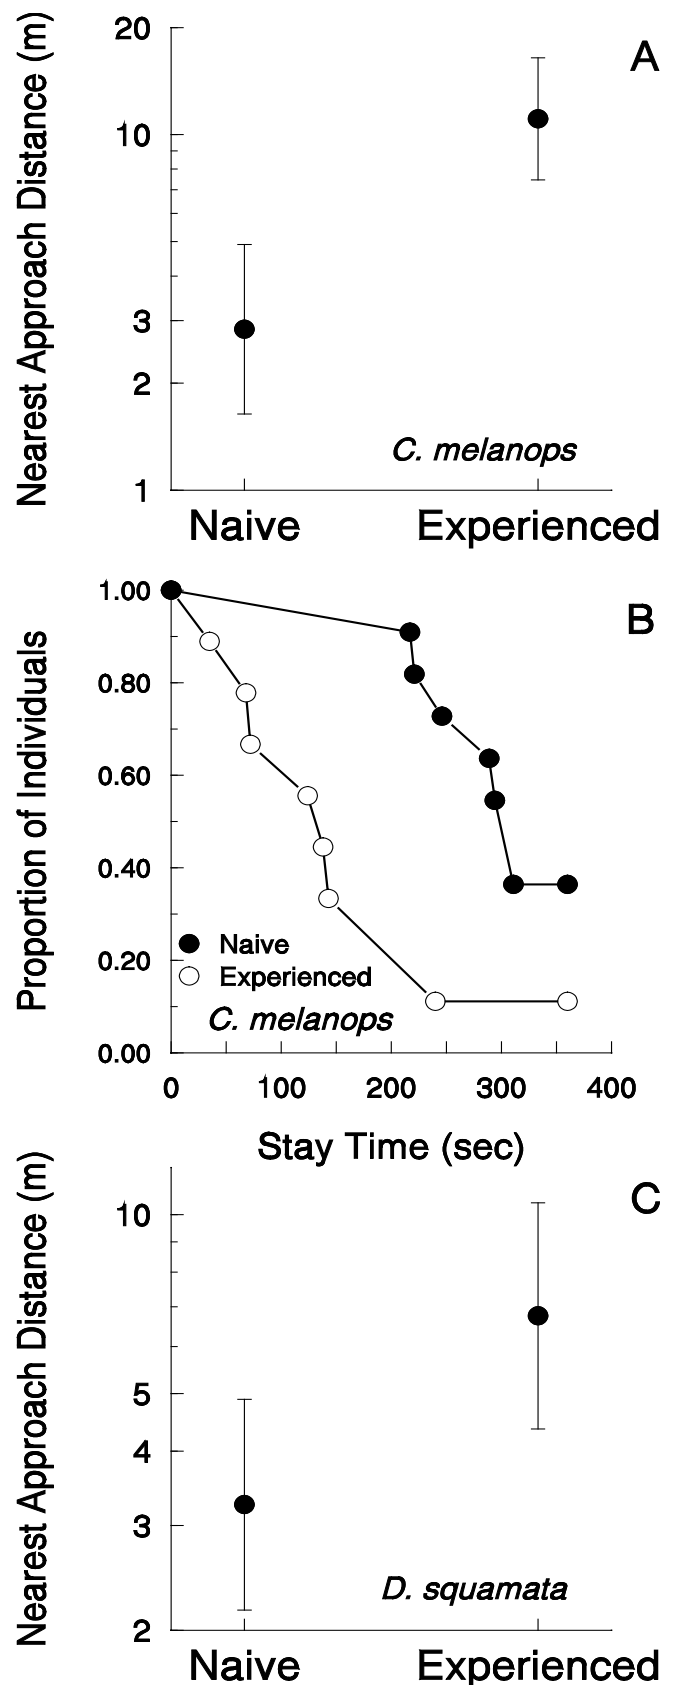 Nearest Approach Distance (m)
20
10
3
2
1
A
C. melanops
Naive Experienced
Proportion of Individuals
1.00
0.80
0.60
0.40
0.20
0.00
B
Naive
Experienced
C. melanops
0 100 200 300 400
Stay Time (sec)
Nearest Approach Distance (m)
10
5
4
3
2
C
D. squamata
Naive Experienced